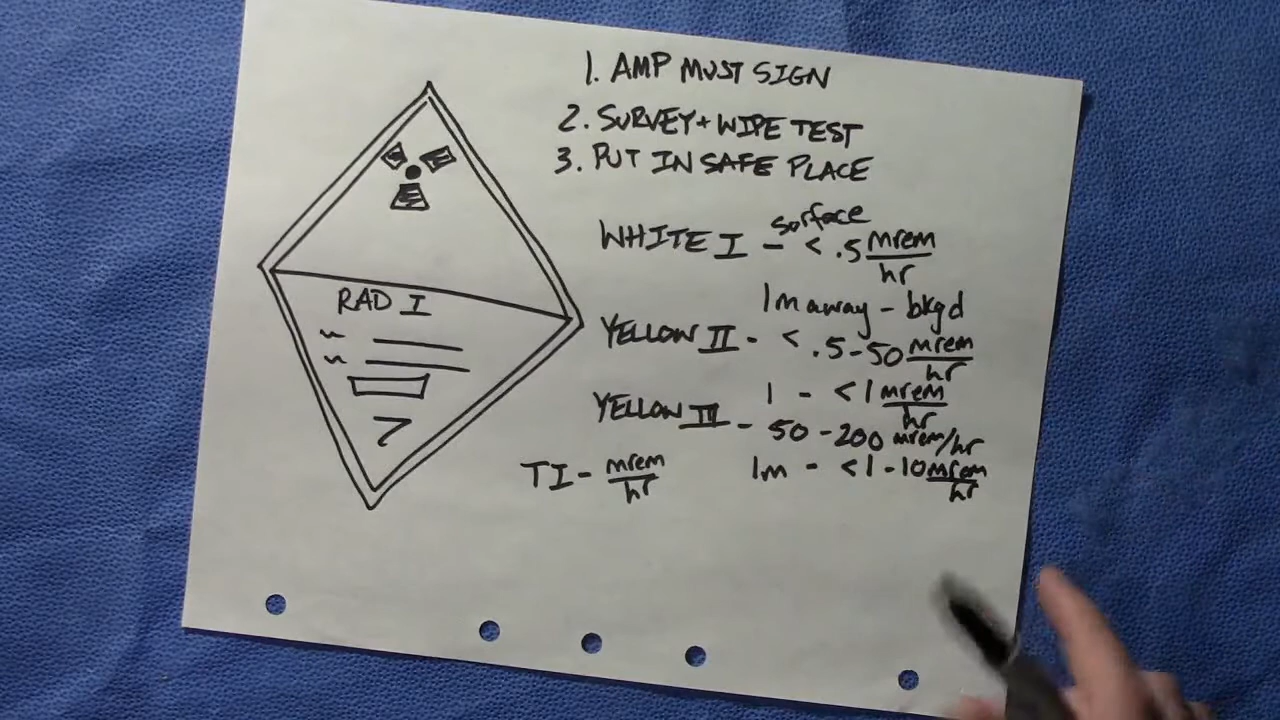 1. AMP MUST SIGN
2. SURVEY + WIPE TEST
3. PUT IN SAFE PLACE
WHITE I - surface < .5 mrem/hr
1m away - bkgd
YELLOW II - < .5-50 mrem/hr
1 - <1 mrem/hr
YELLOW III - 50-200 mrem/hr
1m - <1-10 mrem/hr
TI - mrem/hr
RAD I
7